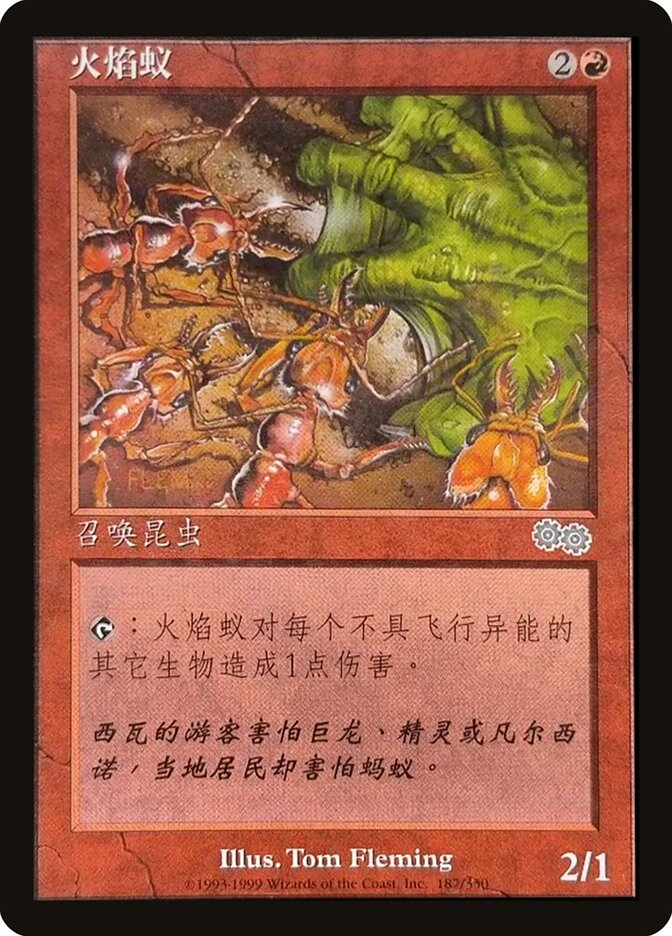 火焰蚁 2
FLEM
召唤昆虫
：火焰蚁对每个不具飞行异能的
其它生物造成1点伤害。
西瓦的游客害怕巨龙、精灵或凡尔西
诺，当地居民却害怕蚂蚁。
Illus. Tom Fleming
2/1
©1993-1999 Wizards of the Coast, Inc. 187/350